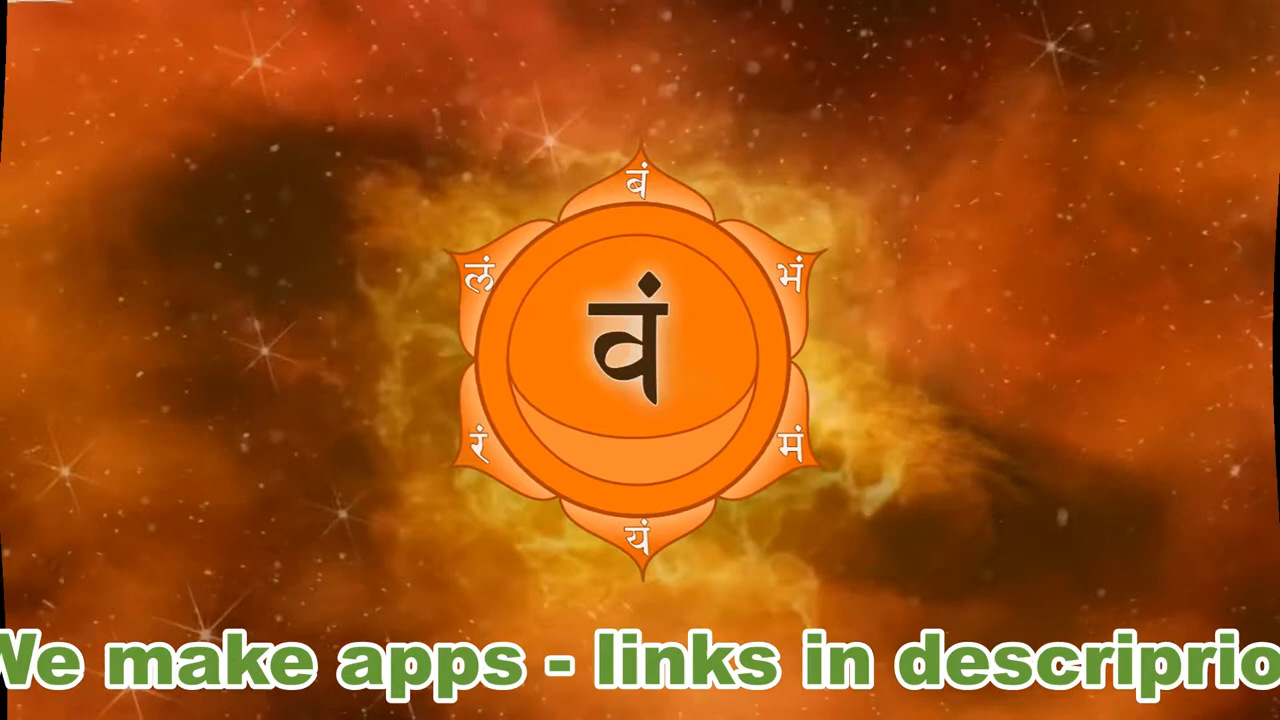 बं
लं भं
वं
रं मं
यं
We make apps - links in descriprio